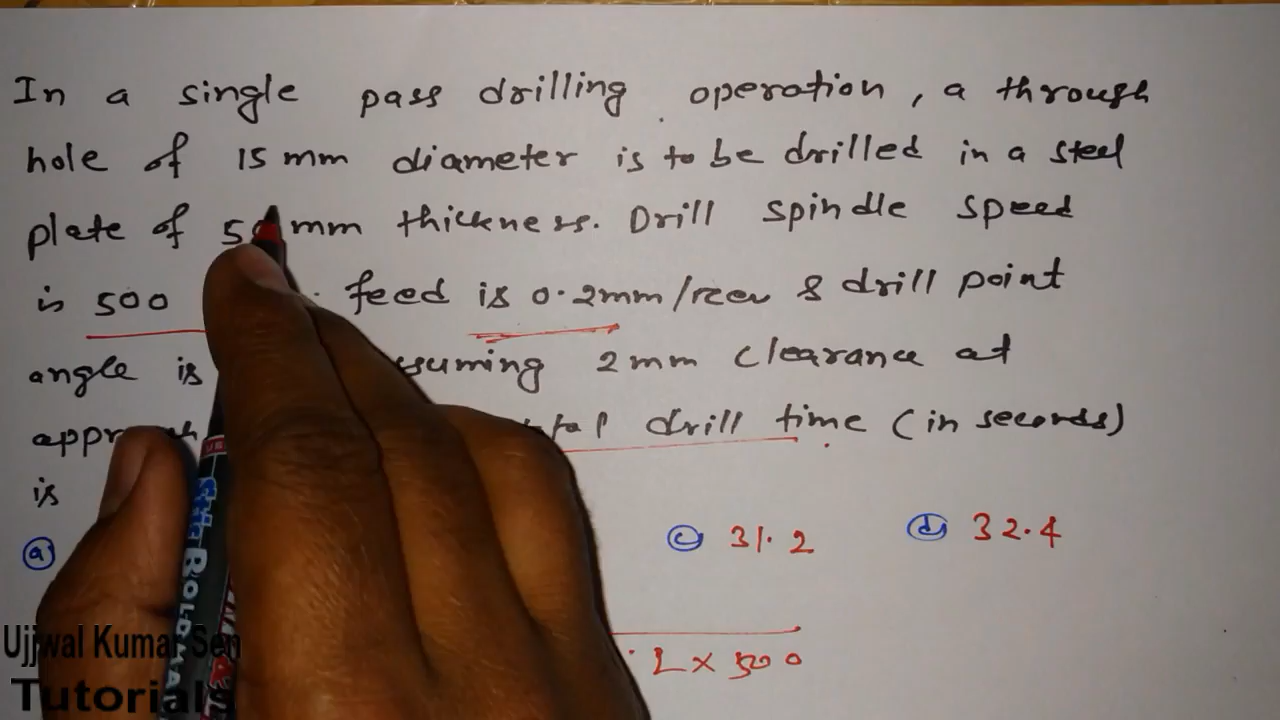 In a single pass drilling operation, a through
hole of 15 mm diameter is to be drilled in a steel
plate of mm thickness. Drill spindle speed
is 500 feed is 0.2mm/rev & drill point
angle is 2mm clearance at
drill time (in seconds)
is
(a) (c) 31.2 (d) 32.4
L × 500
Ujjwal Kumar Sen
Tutorials